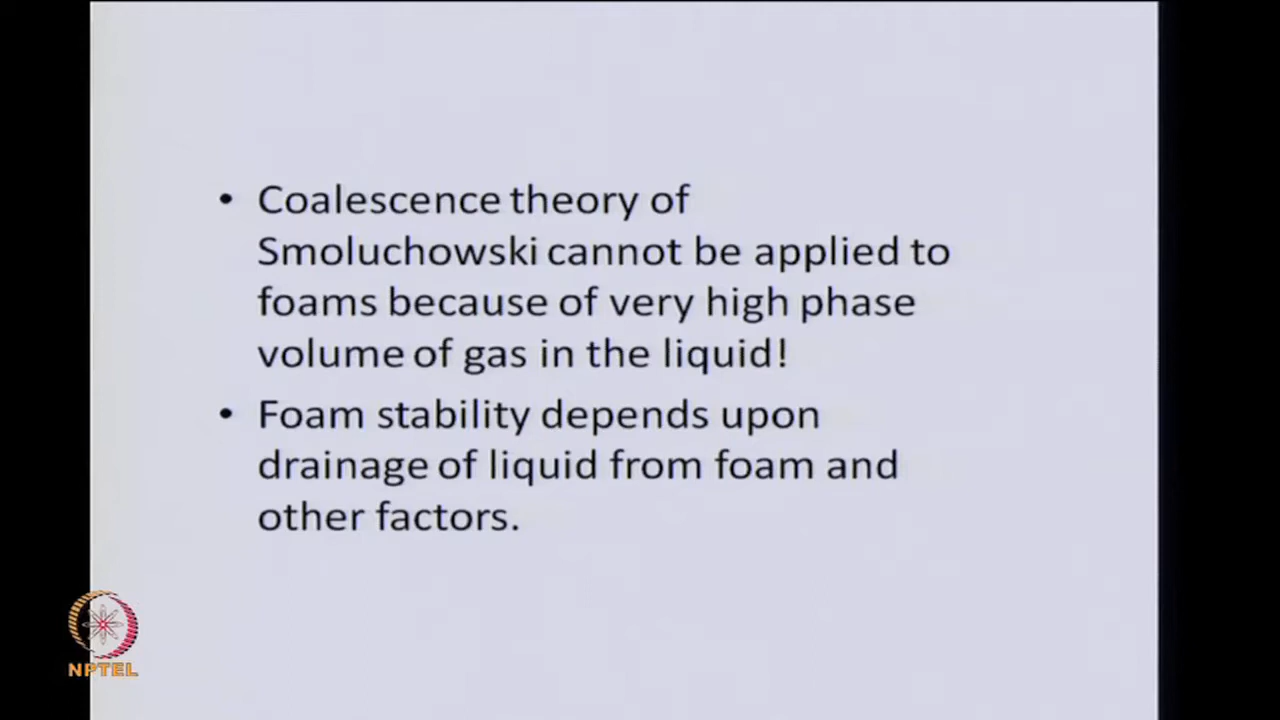 • Coalescence theory of
Smoluchowski cannot be applied to
foams because of very high phase
volume of gas in the liquid!
• Foam stability depends upon
drainage of liquid from foam and
other factors.
NPTEL